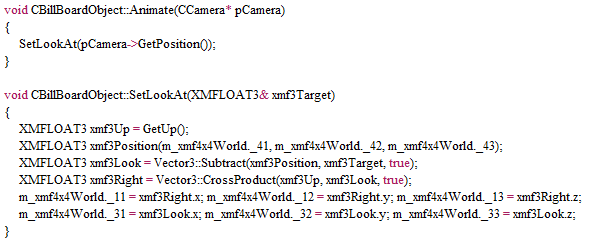 void CBillBoardObject::Animate(CCamera* pCamera)
{
SetLookAt(pCamera->GetPosition());
}
void CBillBoardObject::SetLookAt(XMFLOAT3& xmf3Target)
{
XMFLOAT3 xmf3Up = GetUp();
XMFLOAT3 xmf3Position(m_xmf4x4World._41, m_xmf4x4World._42, m_xmf4x4World._43);
XMFLOAT3 xmf3Look = Vector3::Subtract(xmf3Position, xmf3Target, true);
XMFLOAT3 xmf3Right = Vector3::CrossProduct(xmf3Up, xmf3Look, true);
m_xmf4x4World._11 = xmf3Right.x; m_xmf4x4World._12 = xmf3Right.y; m_xmf4x4World._13 = xmf3Right.z;
m_xmf4x4World._31 = xmf3Look.x; m_xmf4x4World._32 = xmf3Look.y; m_xmf4x4World._33 = xmf3Look.z;
}